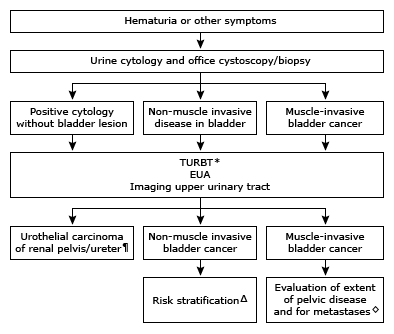 Hematuria or other symptoms
Urine cytology and office cystoscopy/biopsy
Positive cytology
without bladder lesion
Non-muscle invasive
disease in bladder
Muscle-invasive
bladder cancer
TURBT*
EUA
Imaging upper urinary tract
Urothelial carcinoma
of renal pelvis/ureter¶
Non-muscle invasive
bladder cancer
Muscle-invasive
bladder cancer
Risk stratificationΔ
Evaluation of extent
of pelvic disease
and for metastases◊